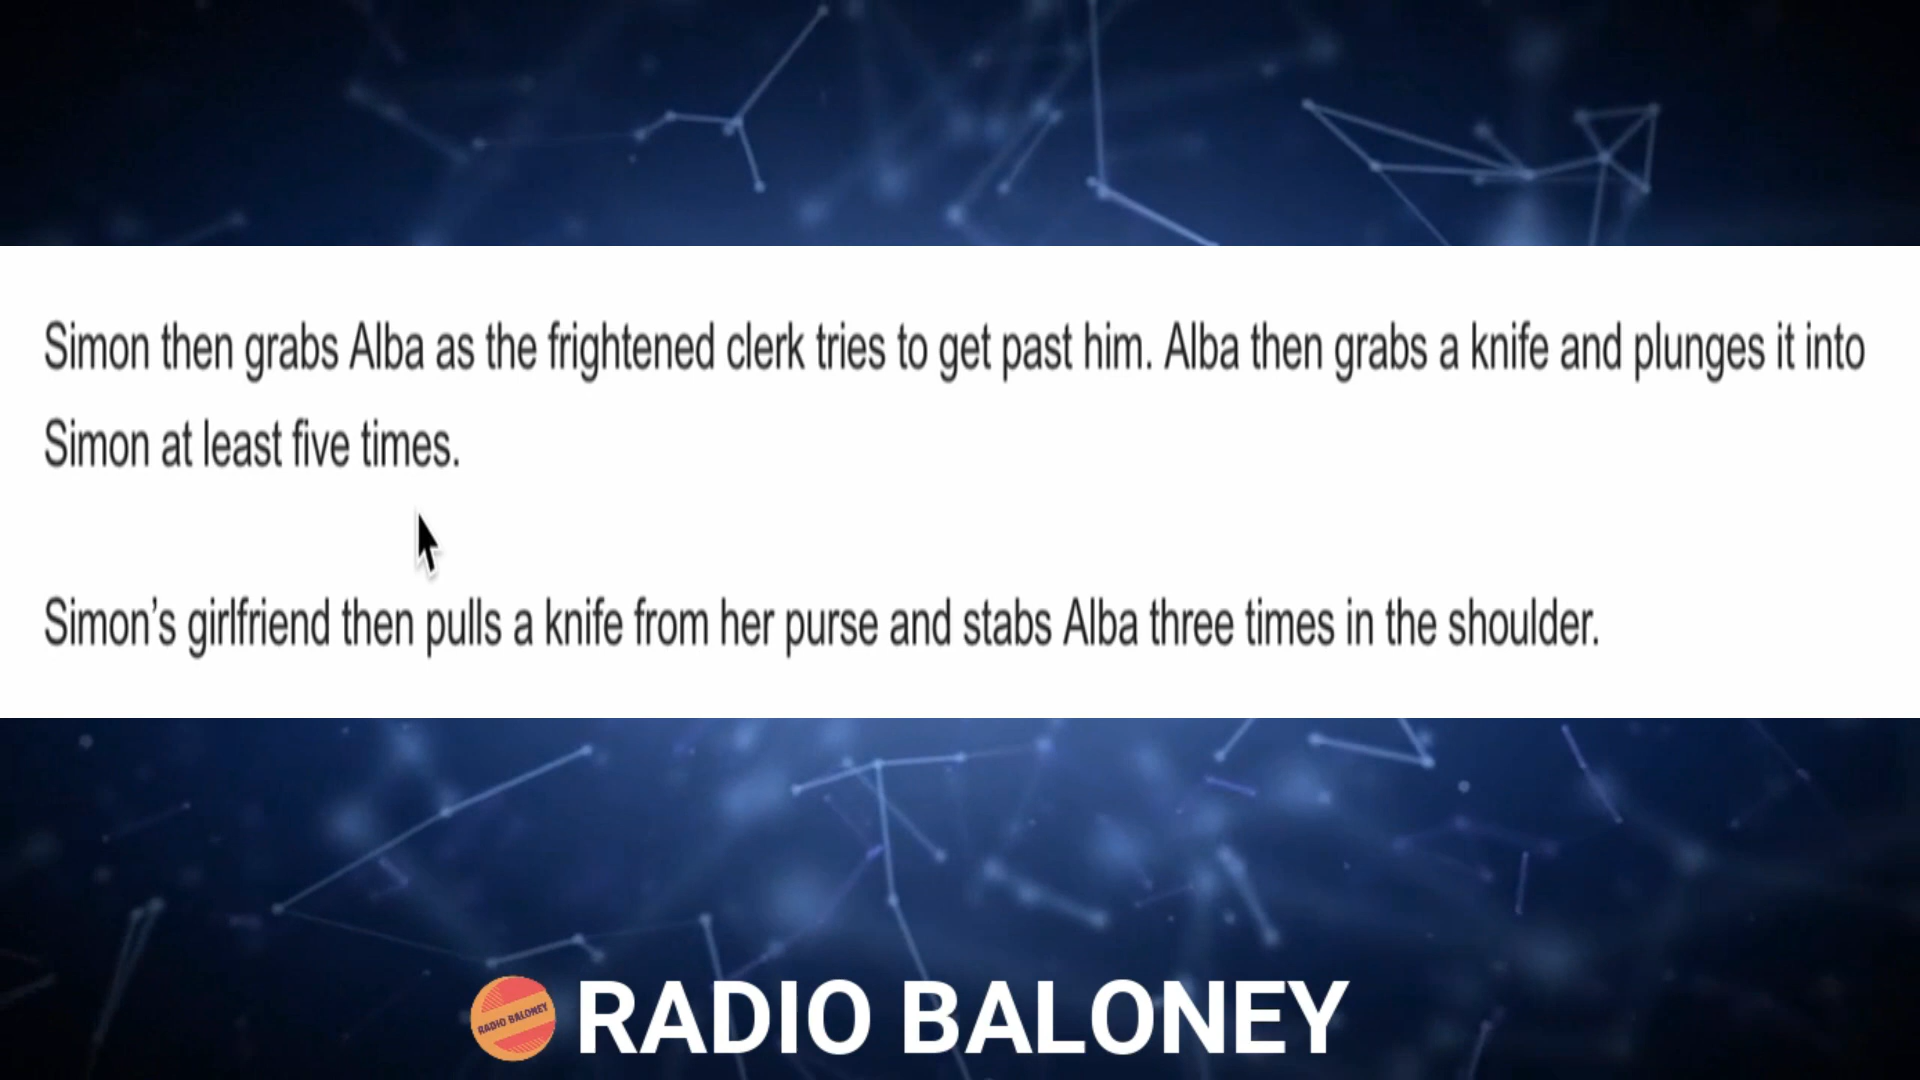 Simon then grabs Alba as the frightened clerk tries to get past him. Alba then grabs a knife and plunges it into
Simon at least five times.
Simon’s girlfriend then pulls a knife from her purse and stabs Alba three times in the shoulder.
RADIO BALONEY
RADIO BALONEY